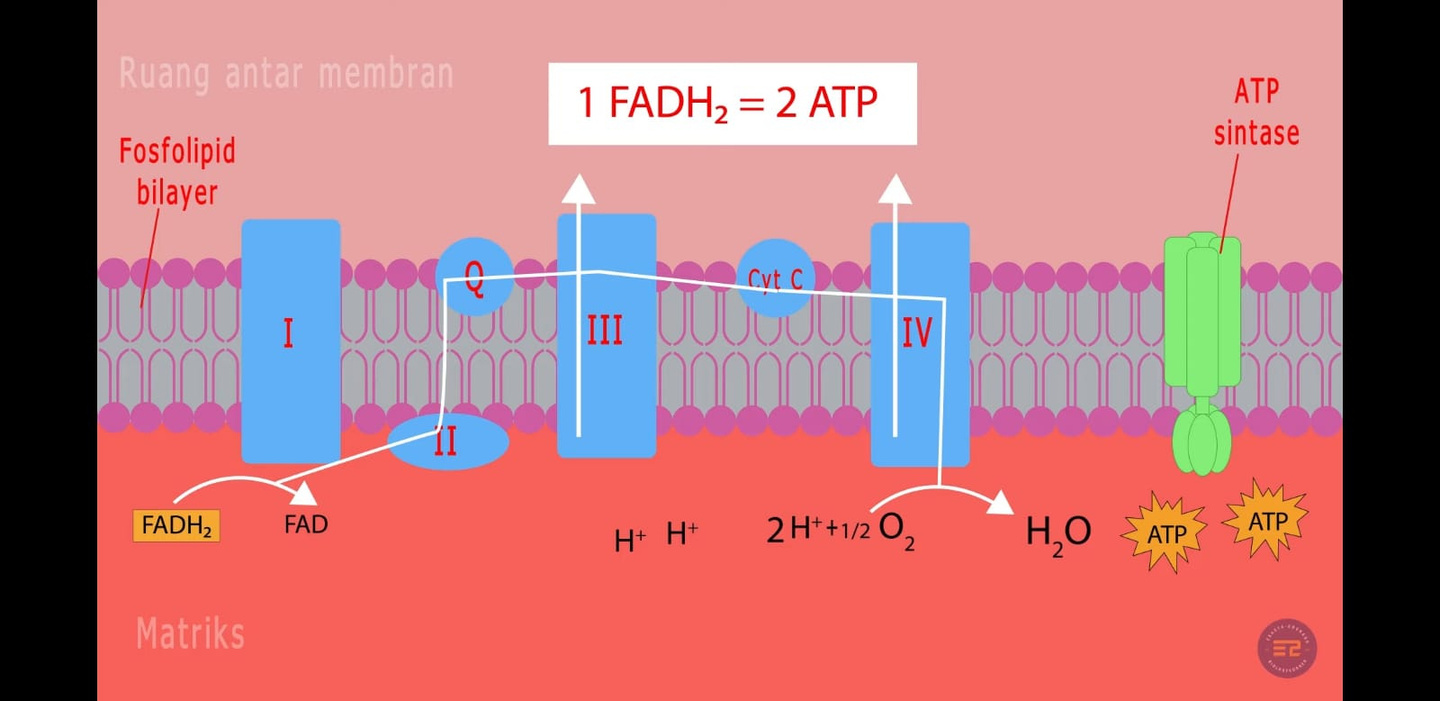 Ruang antar membran
1 FADH₂ = 2 ATP
ATP
sintase
Fosfolipid
bilayer
I
Q
II
III
Cyt C
IV
FADH₂
FAD
H⁺ H⁺
2 H⁺ + 1/2 O₂
H₂O
ATP
ATP
Matriks